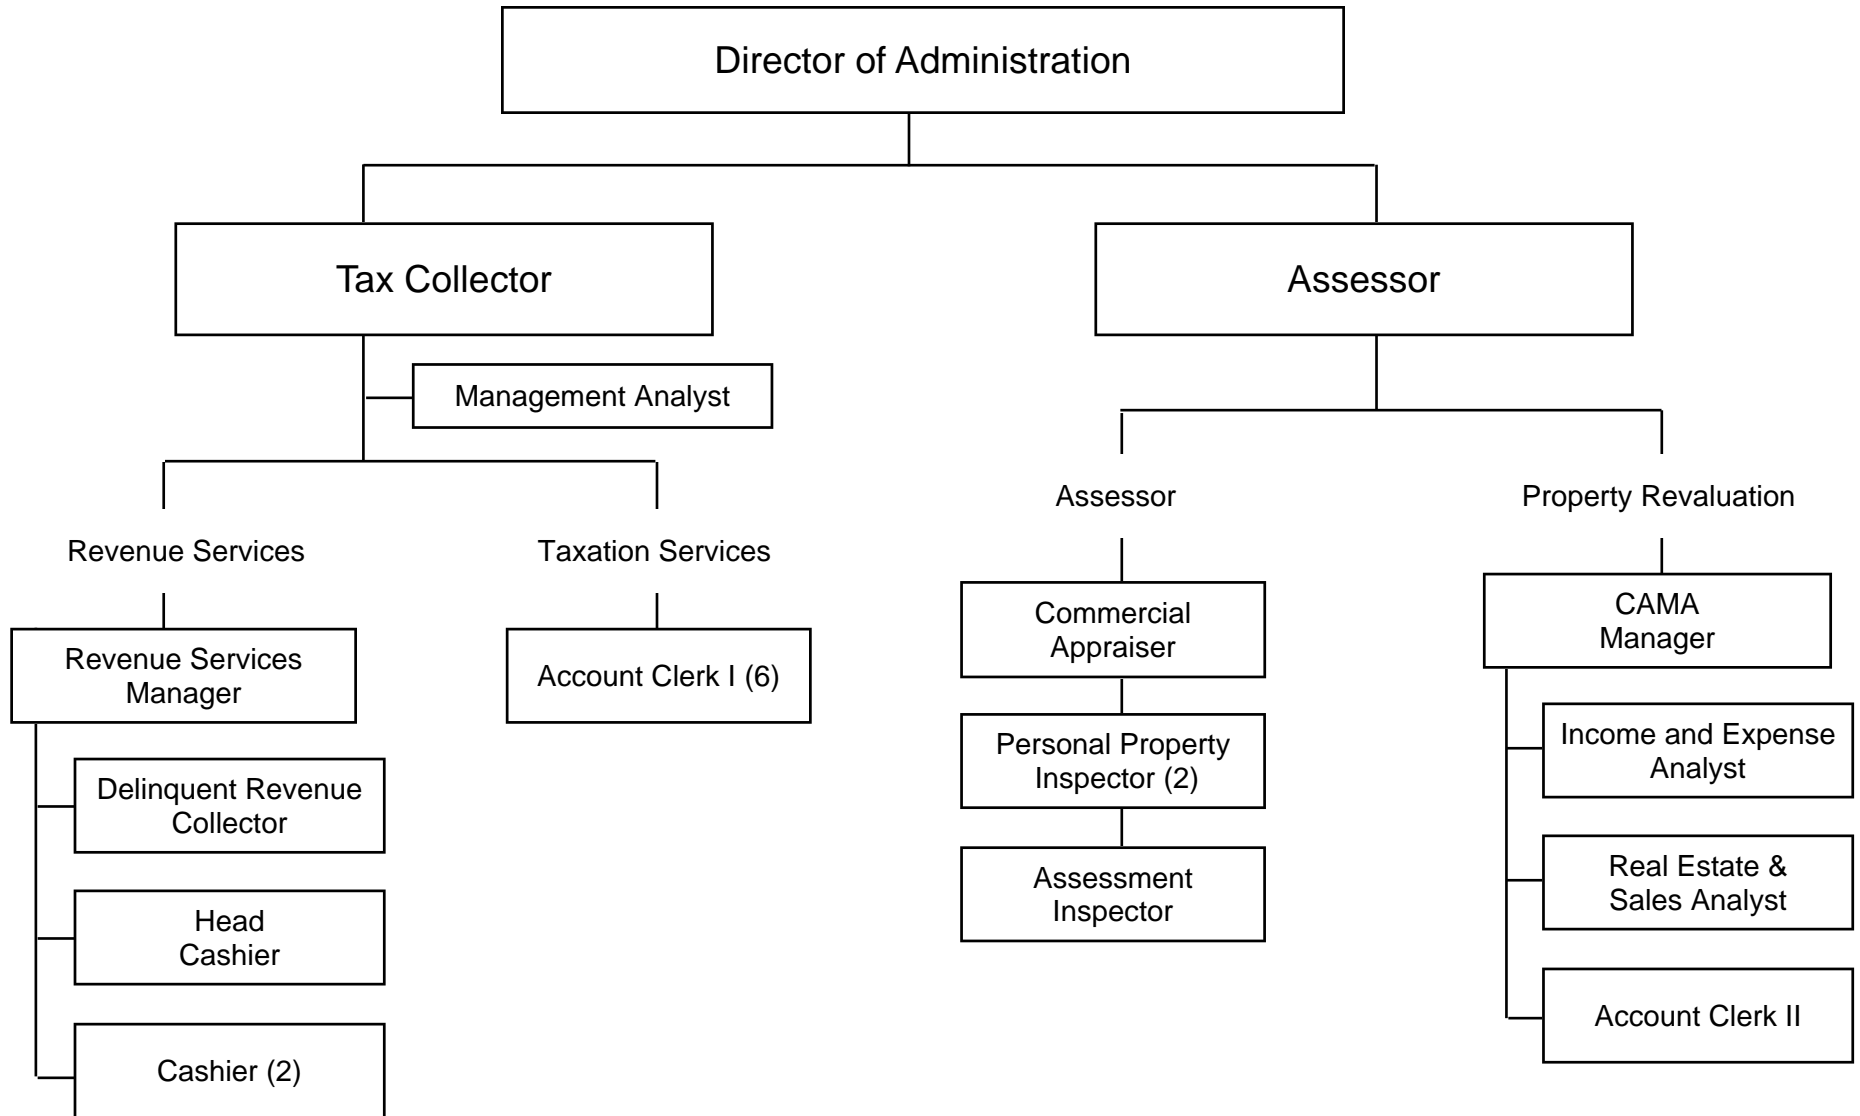 Director of Administration
Tax Collector
Assessor
Management Analyst
Revenue Services
Taxation Services
Assessor
Property Revaluation
Revenue Services
Manager
Delinquent Revenue
Collector
Head
Cashier
Cashier (2)
Account Clerk I (6)
Commercial
Appraiser
Personal Property
Inspector (2)
Assessment
Inspector
CAMA
Manager
Income and Expense
Analyst
Real Estate &
Sales Analyst
Account Clerk II